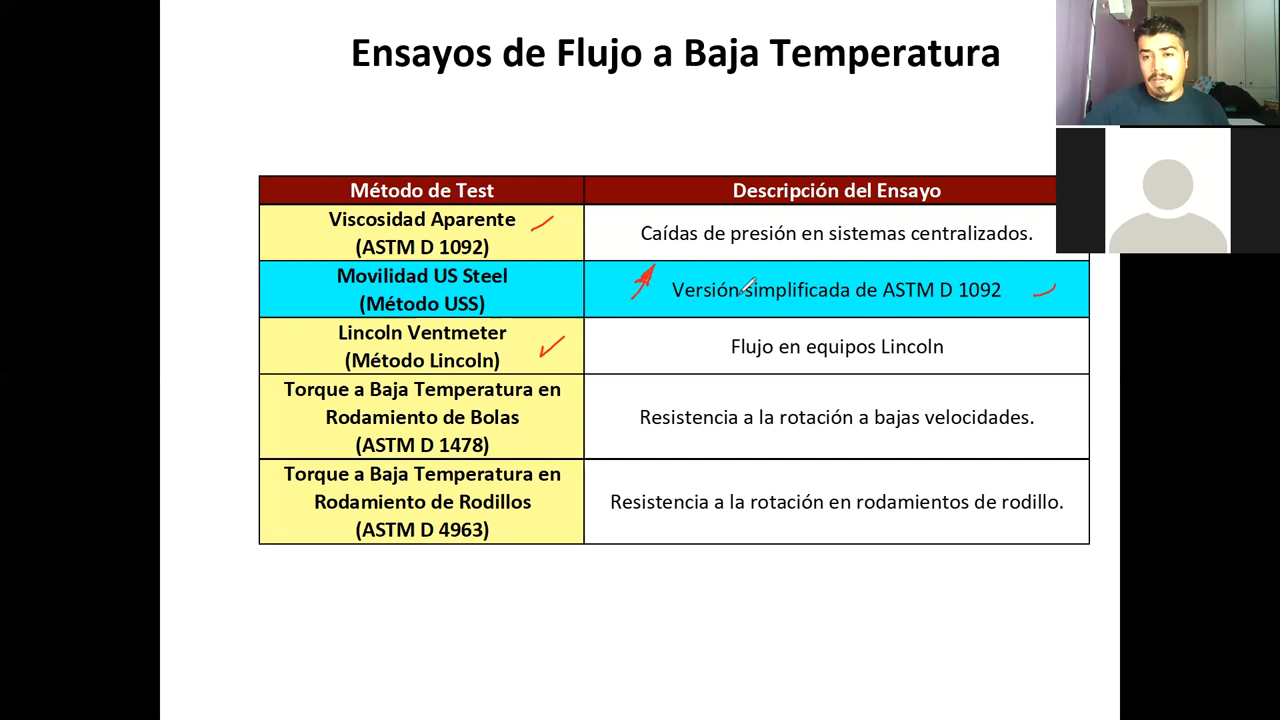 Ensayos de Flujo a Baja Temperatura
Método de Test
Descripción del Ensayo
Viscosidad Aparente
(ASTM D 1092)
Caídas de presión en sistemas centralizados.
Movilidad US Steel
(Método USS)
Versión simplificada de ASTM D 1092
Lincoln Ventmeter
(Método Lincoln)
Flujo en equipos Lincoln
Torque a Baja Temperatura en
Rodamiento de Bolas
(ASTM D 1478)
Resistencia a la rotación a bajas velocidades.
Torque a Baja Temperatura en
Rodamiento de Rodillos
(ASTM D 4963)
Resistencia a la rotación en rodamientos de rodillo.